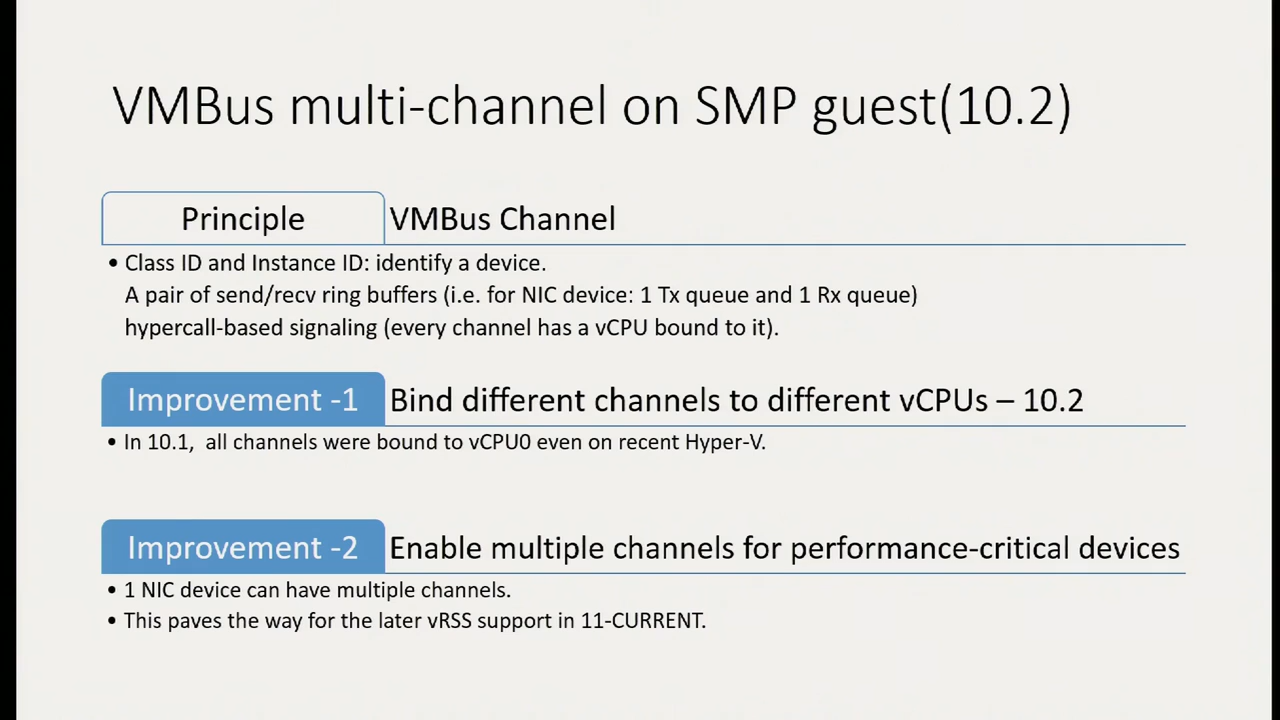 VMBus multi-channel on SMP guest(10.2)
Principle VMBus Channel
• Class ID and Instance ID: identify a device.
A pair of send/recv ring buffers (i.e. for NIC device: 1 Tx queue and 1 Rx queue)
hypercall-based signaling (every channel has a vCPU bound to it).
Improvement -1 Bind different channels to different vCPUs – 10.2
• In 10.1, all channels were bound to vCPU0 even on recent Hyper-V.
Improvement -2 Enable multiple channels for performance-critical devices
• 1 NIC device can have multiple channels.
• This paves the way for the later vRSS support in 11-CURRENT.